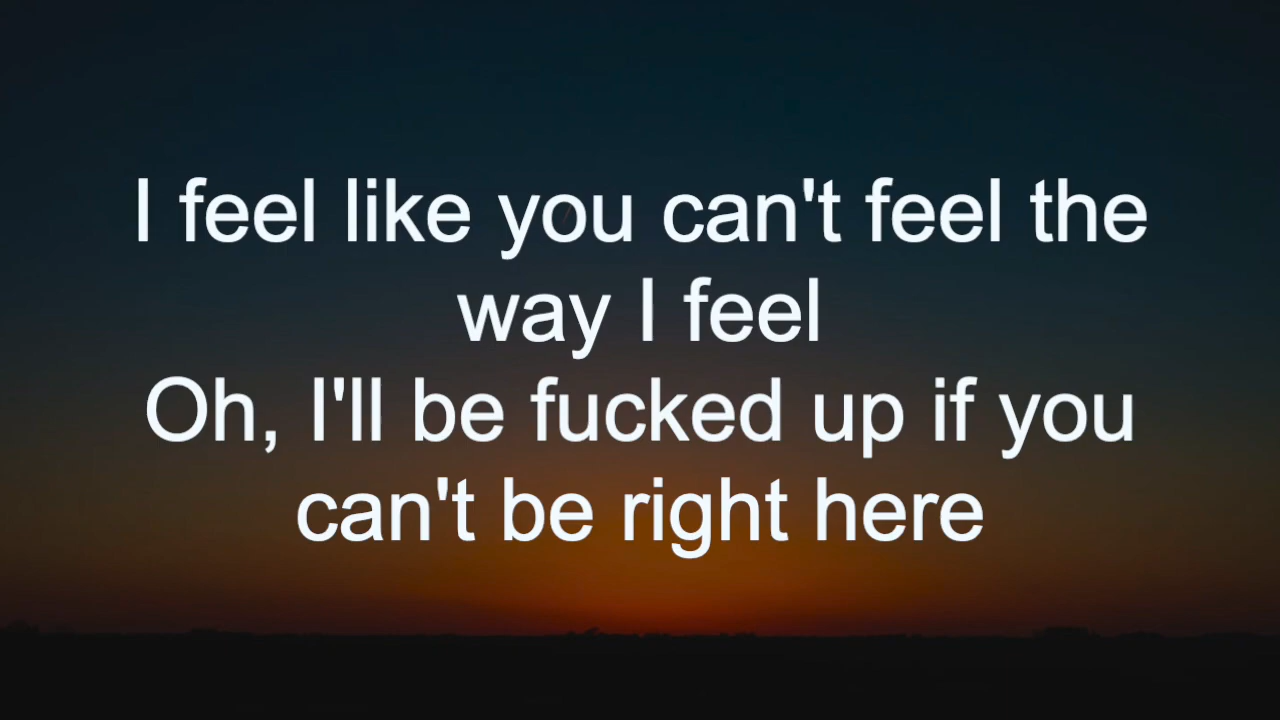 I feel like you can't feel the
way I feel
Oh, I'll be fucked up if you
can't be right here